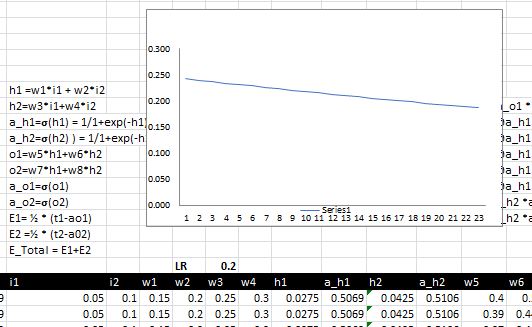 0.300
0.250
0.200
0.150
0.100
0.050
0.000
1 2 3 4 5 6 7 8 9 10 11 12 13 14 15 16 17 18 19 20 21 22 23
Series1
h1 =w1*i1 + w2*i2
h2=w3*i1+w4*i2
a_h1=σ(h1) = 1/1+exp(-h1)
a_h2=σ(h2) ) = 1/1+exp(-h
o1=w5*h1+w6*h2
o2=w7*h1+w8*h2
a_o1=σ(o1)
a_o2=σ(o2)
E1= ½ * (t1-ao1)
E2 =½ * (t2-a02)
E_Total = E1+E2
_o1 *
a_h1
a_h1
a_h1
a_h1
_h2 *a
_h2 *a
LR 0.2
i1 i2 w1 w2 w3 w4 h1 a_h1 h2 a_h2 w5 w6
0.05 0.1 0.15 0.2 0.25 0.3 0.0275 0.5069 0.0425 0.5106 0.4
0.05 0.1 0.15 0.2 0.25 0.3 0.0275 0.5069 0.0425 0.5106 0.39